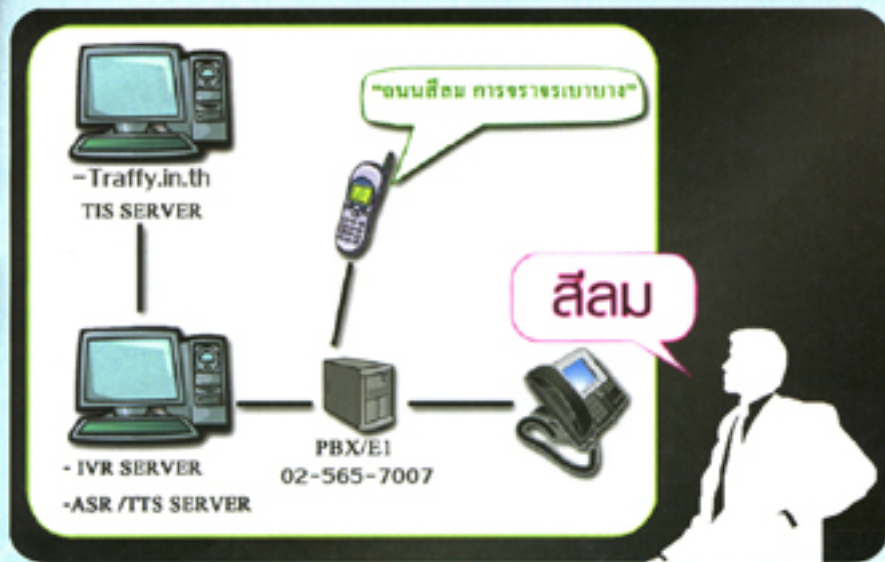 "ถนนสีลม การจราจรเบาบาง"
-Traffy.in.th
TIS SERVER
สีลม
PBX/E1
02-565-7007
- IVR SERVER
-ASR /TTS SERVER